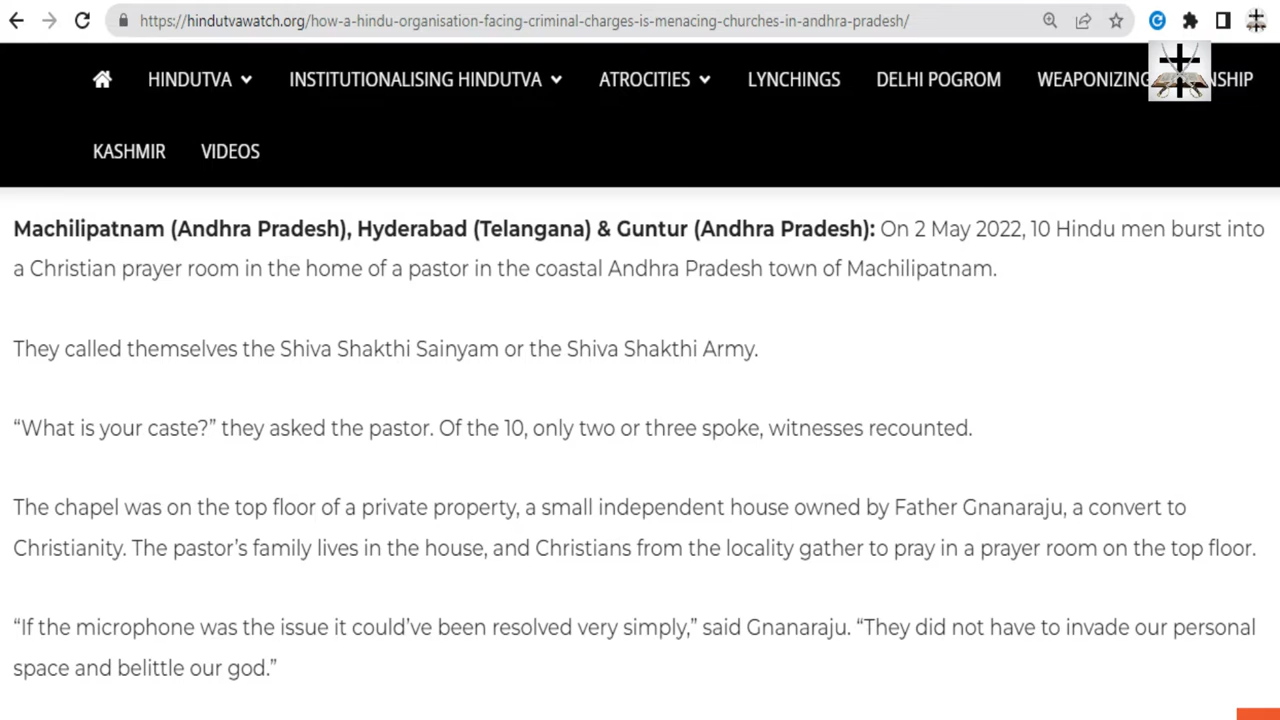 https://hindutvawatch.org/how-a-hindu-organisation-facing-criminal-charges-is-menacing-churches-in-andhra-pradesh/
HINDUTVA INSTITUTIONALISING HINDUTVA ATROCITIES LYNCHINGS DELHI POGROM WEAPONIZING NSHIP
KASHMIR VIDEOS
Machilipatnam (Andhra Pradesh), Hyderabad (Telangana) & Guntur (Andhra Pradesh): On 2 May 2022, 10 Hindu men burst into
a Christian prayer room in the home of a pastor in the coastal Andhra Pradesh town of Machilipatnam.
They called themselves the Shiva Shakthi Sainyam or the Shiva Shakthi Army.
“What is your caste?” they asked the pastor. Of the 10, only two or three spoke, witnesses recounted.
The chapel was on the top floor of a private property, a small independent house owned by Father Gnanaraju, a convert to
Christianity. The pastor’s family lives in the house, and Christians from the locality gather to pray in a prayer room on the top floor.
“If the microphone was the issue it could’ve been resolved very simply,” said Gnanaraju. “They did not have to invade our personal
space and belittle our god.”